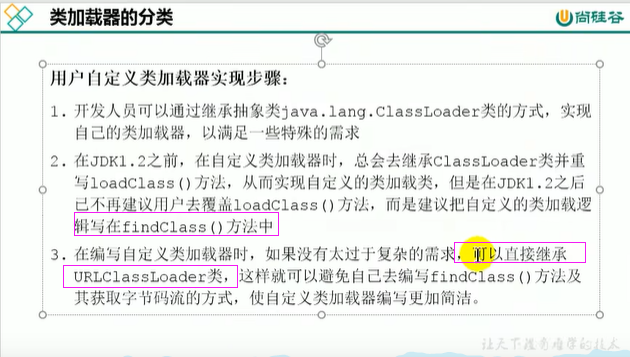 类加载器的分类
尚硅谷
用户自定义类加载器实现步骤：
1. 开发人员可以通过继承抽象类java.lang.ClassLoader类的方式，实现
自己的类加载器，以满足一些特殊的需求
2. 在JDK1.2之前，在自定义类加载器时，总会去继承ClassLoader类并重
写loadClass()方法，从而实现自定义的类加载类，但是在JDK1.2之后
已不再建议用户去覆盖loadClass()方法，而是建议把自定义的类加载逻
辑写在findClass()方法中
3. 在编写自定义类加载器时，如果没有太过于复杂的需求，可以直接继承
URLClassLoader类，这样就可以避免自己去编写findClass()方法及
其获取字节码流的方式，使自定义类加载器编写更加简洁。
让天下没有难学的技术